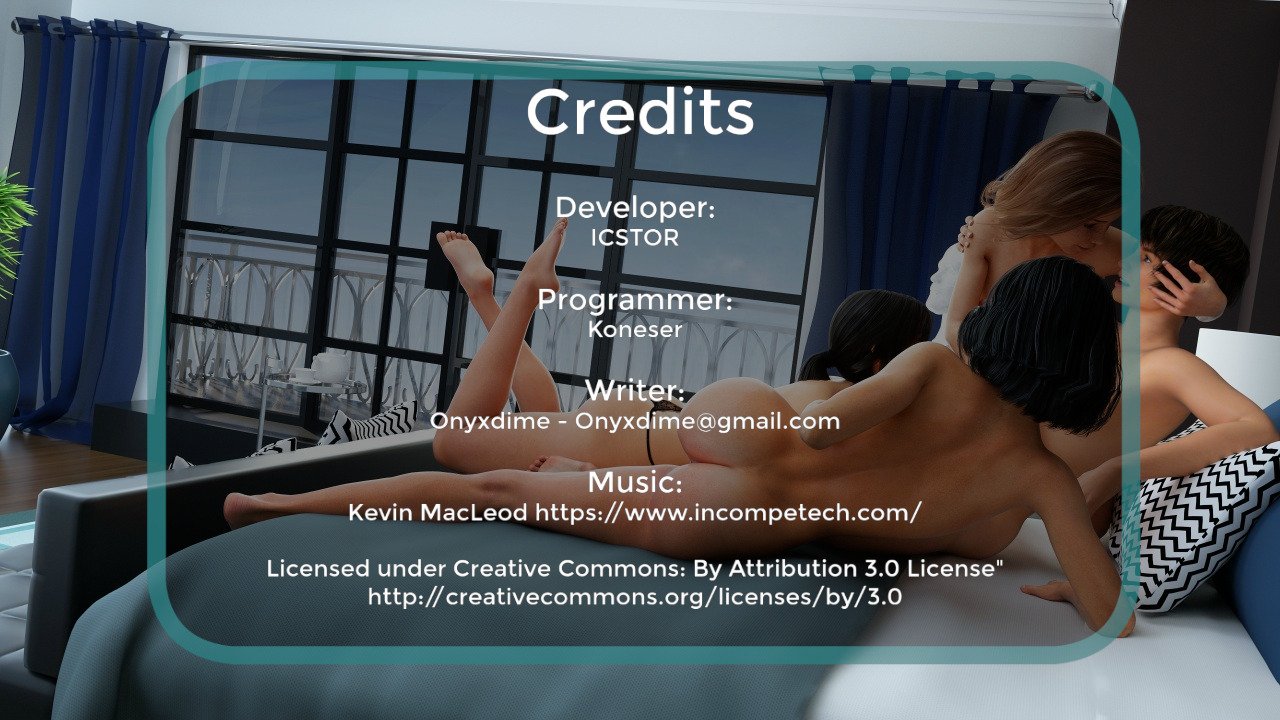 Credits
Developer:
ICSTOR
Programmer:
Koneser
Writer:
Onyxdime - Onyxdime@gmail.com
Music:
Kevin MacLeod https://www.incompetech.com/
Licensed under Creative Commons: By Attribution 3.0 License"
http://creativecommons.org/licenses/by/3.0